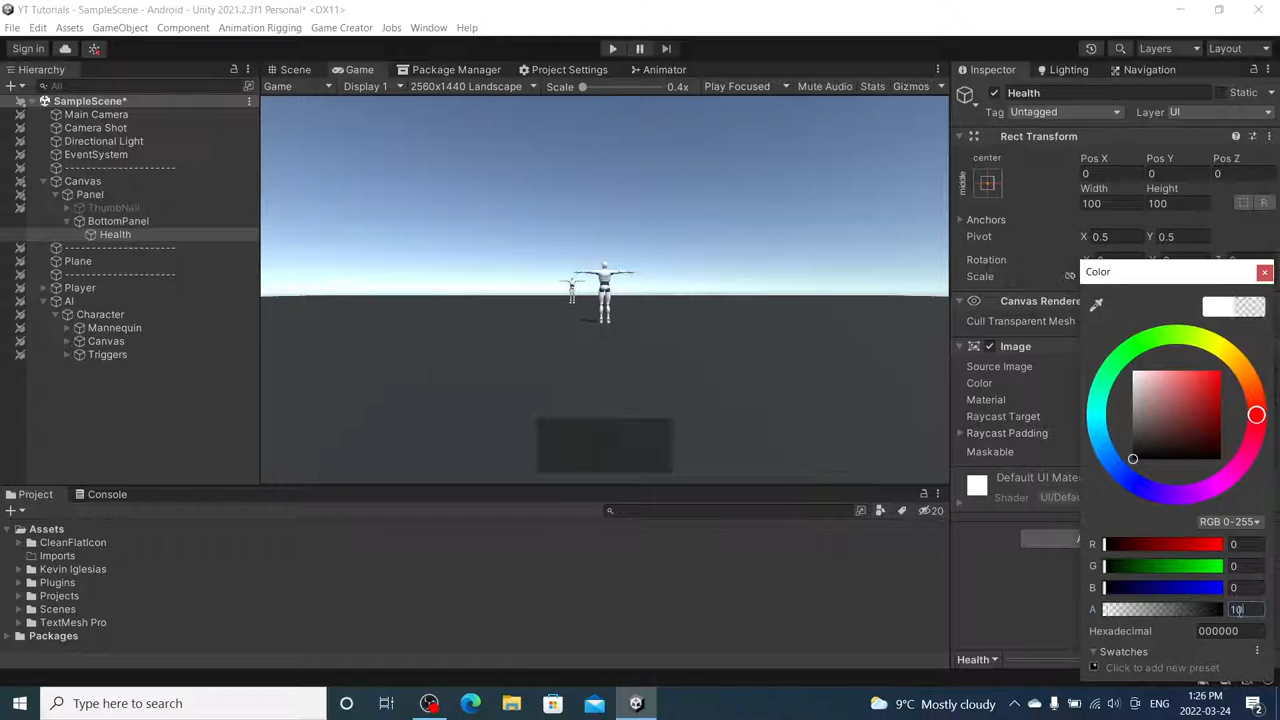 YT Tutorials - SampleScene - Android - Unity 2021.2.3f1 Personal* <DX11>
File Edit Assets GameObject Component Animation Rigging Game Creator Jobs Window Help
Sign in
Layers Layout
Hierarchy
Scene Game Package Manager Project Settings Animator
Inspector Lighting Navigation
All
Game Display 1 2560x1440 Landscape Scale 0.4x Play Focused Mute Audio Stats Gizmos
Health Static
Tag Untagged Layer UI
SampleScene*
Main Camera
Camera Shot
Directional Light
EventSystem
------------------------
Canvas
Panel
ThumbNail
BottomPanel
Health
------------------------
Plane
------------------------
Player
AI
Character
Mannequin
Canvas
Triggers
Rect Transform
center
middle
Pos X Pos Y Pos Z
0 0 0
Width Height
100 100
R
Anchors
Pivot X 0.5 Y 0.5
Rotation
Scale
Canvas Rendere
Cull Transparent Mesh
Image
Source Image
Color
Material
Raycast Target
Raycast Padding
Maskable
Default UI Mater
Shader UI/Defau
Health
Color
RGB 0-255
R 0
G 0
B 0
A 10
Hexadecimal 000000
Swatches
Click to add new preset
Project Console
20
Assets
CleanFlatIcon
Imports
Kevin Iglesias
Plugins
Projects
Scenes
TextMesh Pro
Packages
Type here to search
9°C Mostly cloudy
ENG
1:26 PM
2022-03-24
2